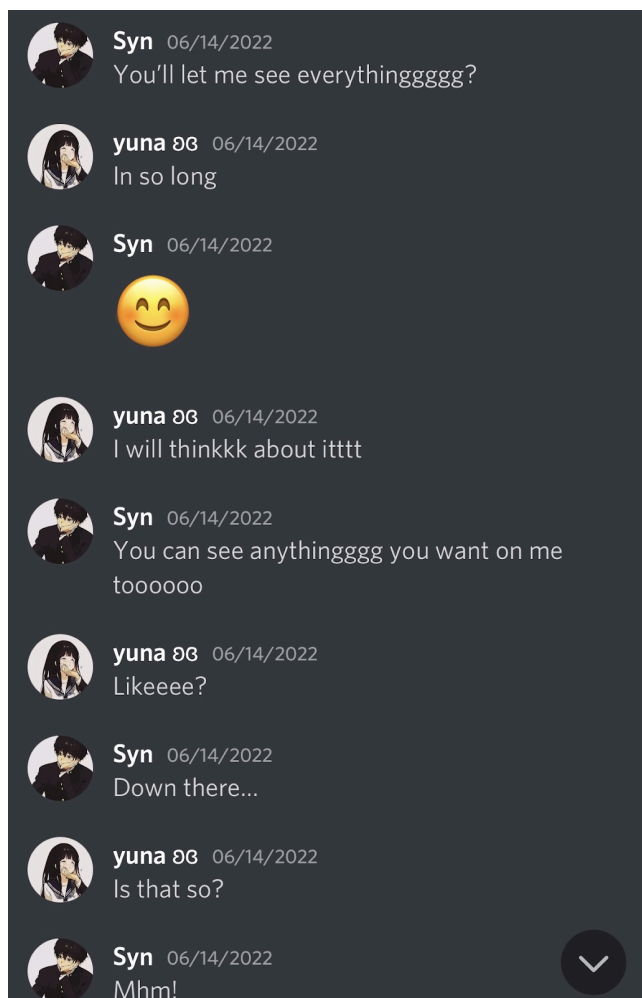 Syn 06/14/2022
You'll let me see everythinggggg?
yuna ʚɞ 06/14/2022
In so long
Syn 06/14/2022
yuna ʚɞ 06/14/2022
I will thinkkk about itttt
Syn 06/14/2022
You can see anythingggg you want on me
toooooo
yuna ʚɞ 06/14/2022
Likeeee?
Syn 06/14/2022
Down there...
yuna ʚɞ 06/14/2022
Is that so?
Syn 06/14/2022
Mhm!